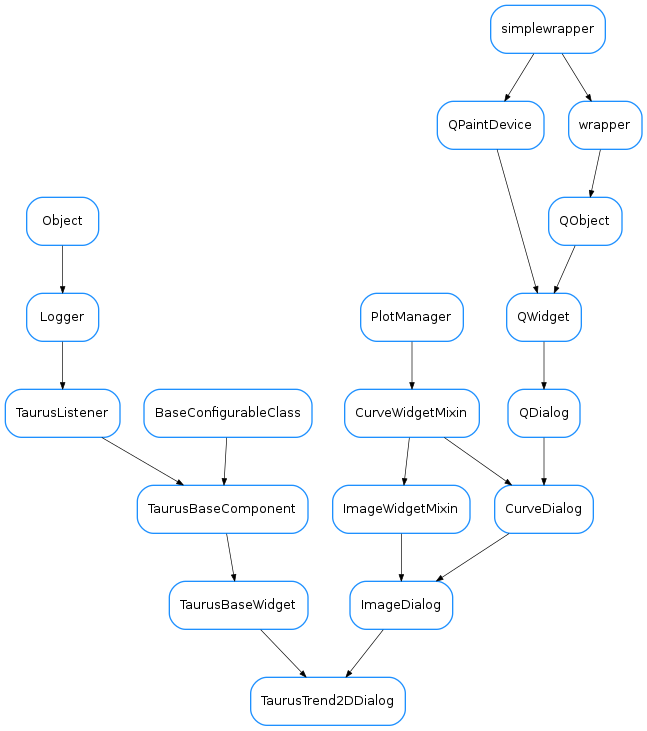 simplewrapper
QPaintDevice
wrapper
Object
QObject
Logger
PlotManager
QWidget
TaurusListener
BaseConfigurableClass
CurveWidgetMixin
QDialog
TaurusBaseComponent
ImageWidgetMixin
CurveDialog
TaurusBaseWidget
ImageDialog
TaurusTrend2DDialog